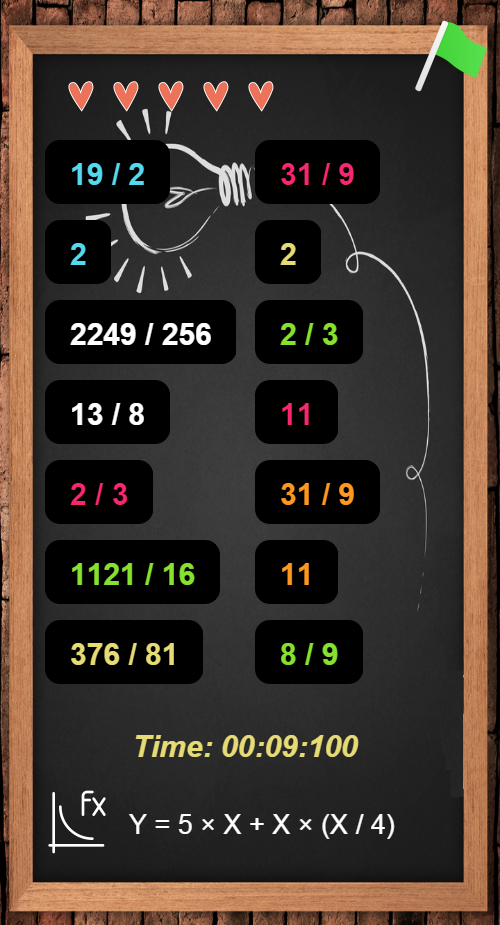 19 / 2 31 / 9
2 2
2249 / 256 2 / 3
13 / 8 11
2 / 3 31 / 9
1121 / 16 11
376 / 81 8 / 9
Time: 00:09:100
Fx Y = 5 × X + X × (X / 4)